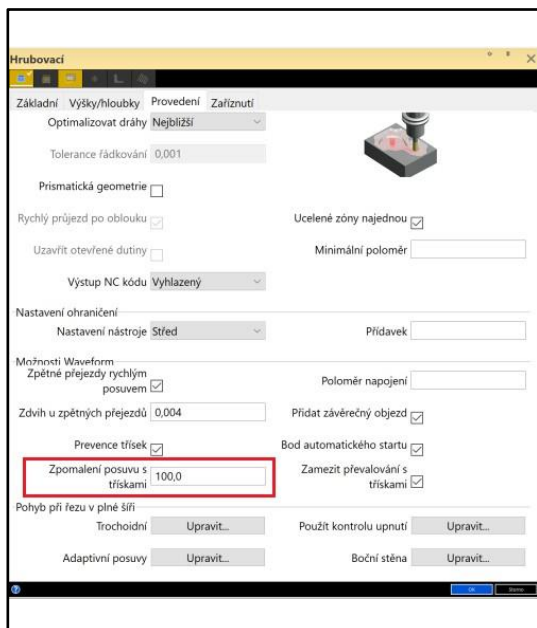 Hrubovací
Základní Výšky/hloubky Provedení Zaříznutí
Optimalizovat dráhy Nejbližší
Tolerance řádkování 0,001
Prismatická geometrie
Rychlý průjezd po oblouku Ucelené zóny najednou
Uzavřít otevřené dutiny Minimální poloměr
Výstup NC kódu Vyhlazený
Nastavení ohraničení
Nastavení nástroje Střed Přídavek
Možnosti Waveform
Zpětné přejezdy rychlým
posuvem Poloměr napojení
Zdvih u zpětných přejezdů 0,004 Přidat závěrečný objezd
Prevence třísek Bod automatického startu
Zpomalení posuvu s
třískami 100,0 Zamezit převalování s
třískami
Pohyb při řezu v plné šíři
Trochoidní Upravit... Použít kontrolu upnutí Upravit...
Adaptivní posuvy Upravit... Boční stěna Upravit...
OK Storno